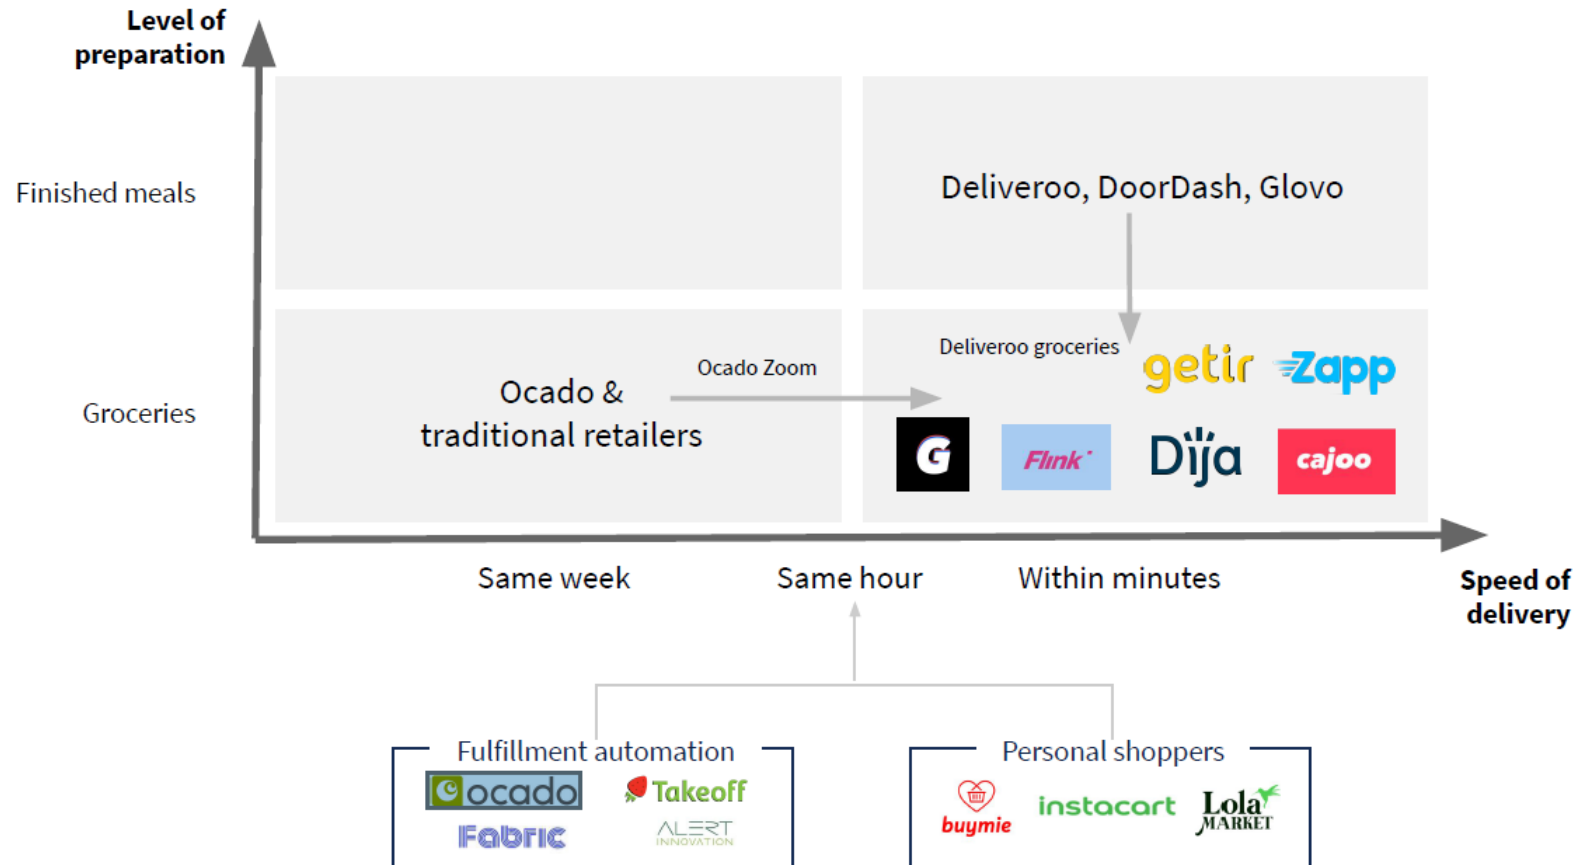 Level of
preparation
Finished meals
Deliveroo, DoorDash, Glovo
Groceries
Ocado &
traditional retailers
Ocado Zoom
Deliveroo groceries
getir
Zapp
G
Flink
Dija
cajoo
Same week
Same hour
Within minutes
Speed of
delivery
Fulfillment automation
ocado
Takeoff
Fabric
ALERT
INNOVATION
Personal shoppers
buymie
instacart
Lola
MARKET